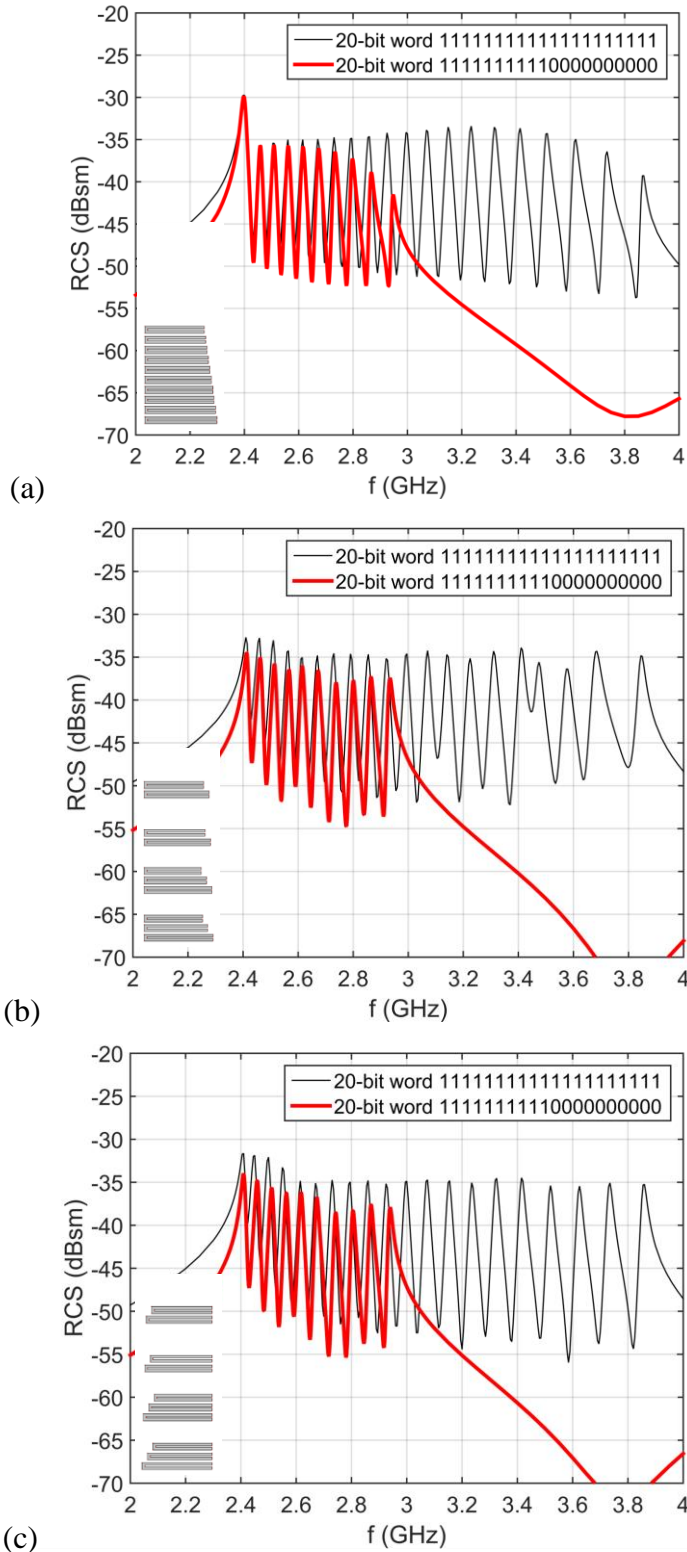 -20
-25
-30
-35
-40
-45
-50
-55
-60
-65
-70
RCS (dBsm)
20-bit word 11111111111111111111
20-bit word 11111111110000000000
2 2.2 2.4 2.6 2.8 3 3.2 3.4 3.6 3.8 4
f (GHz)
(a)
-20
-25
-30
-35
-40
-45
-50
-55
-60
-65
-70
RCS (dBsm)
20-bit word 11111111111111111111
20-bit word 11111111110000000000
2 2.2 2.4 2.6 2.8 3 3.2 3.4 3.6 3.8 4
f (GHz)
(b)
-20
-25
-30
-35
-40
-45
-50
-55
-60
-65
-70
RCS (dBsm)
20-bit word 11111111111111111111
20-bit word 11111111110000000000
2 2.2 2.4 2.6 2.8 3 3.2 3.4 3.6 3.8 4
f (GHz)
(c)